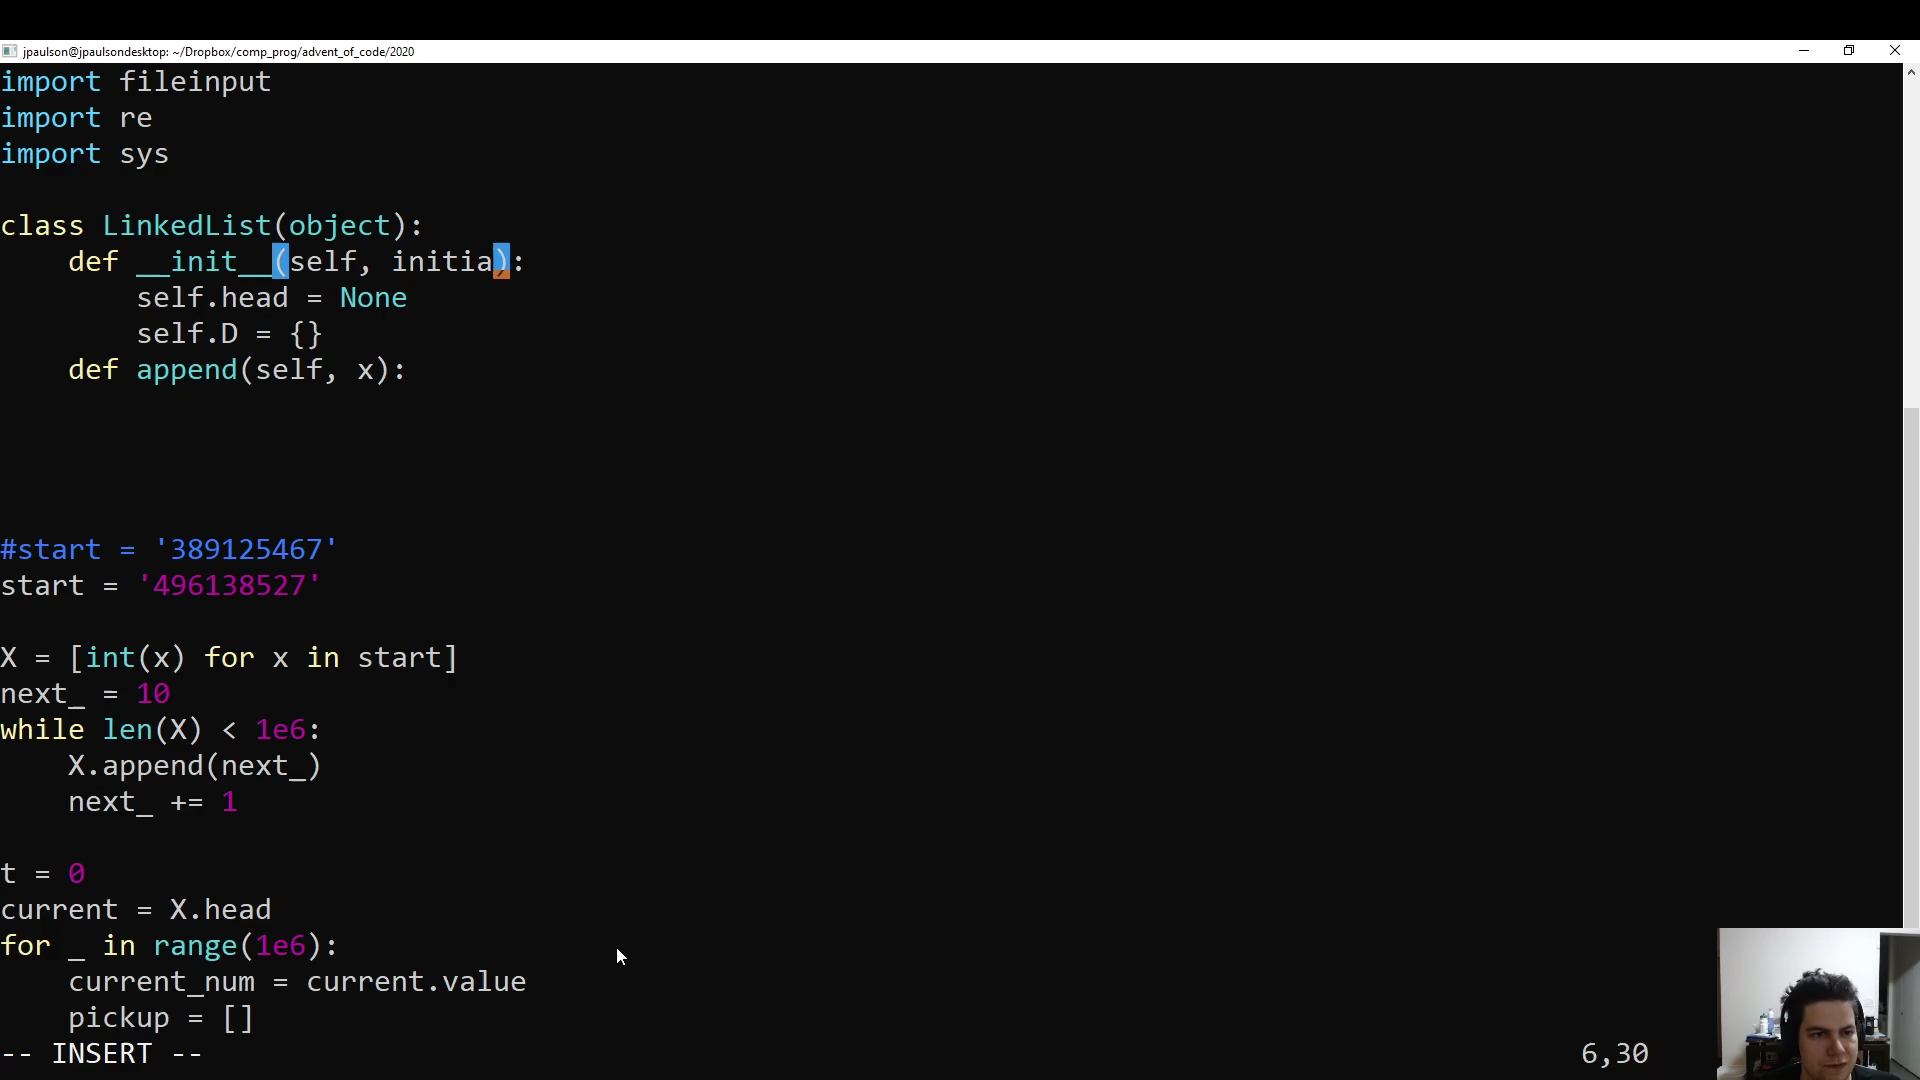 jpaulson@jpaulsondesktop: ~/Dropbox/comp_prog/advent_of_code/2020
import fileinput
import re
import sys
class LinkedList(object):
    def __init__(self, initia):
        self.head = None
        self.D = {}
    def append(self, x):
#start = '389125467'
start = '496138527'
X = [int(x) for x in start]
next_ = 10
while len(X) < 1e6:
    X.append(next_)
    next_ += 1
t = 0
current = X.head
for _ in range(1e6):
    current_num = current.value
    pickup = []
-- INSERT -- 6,30